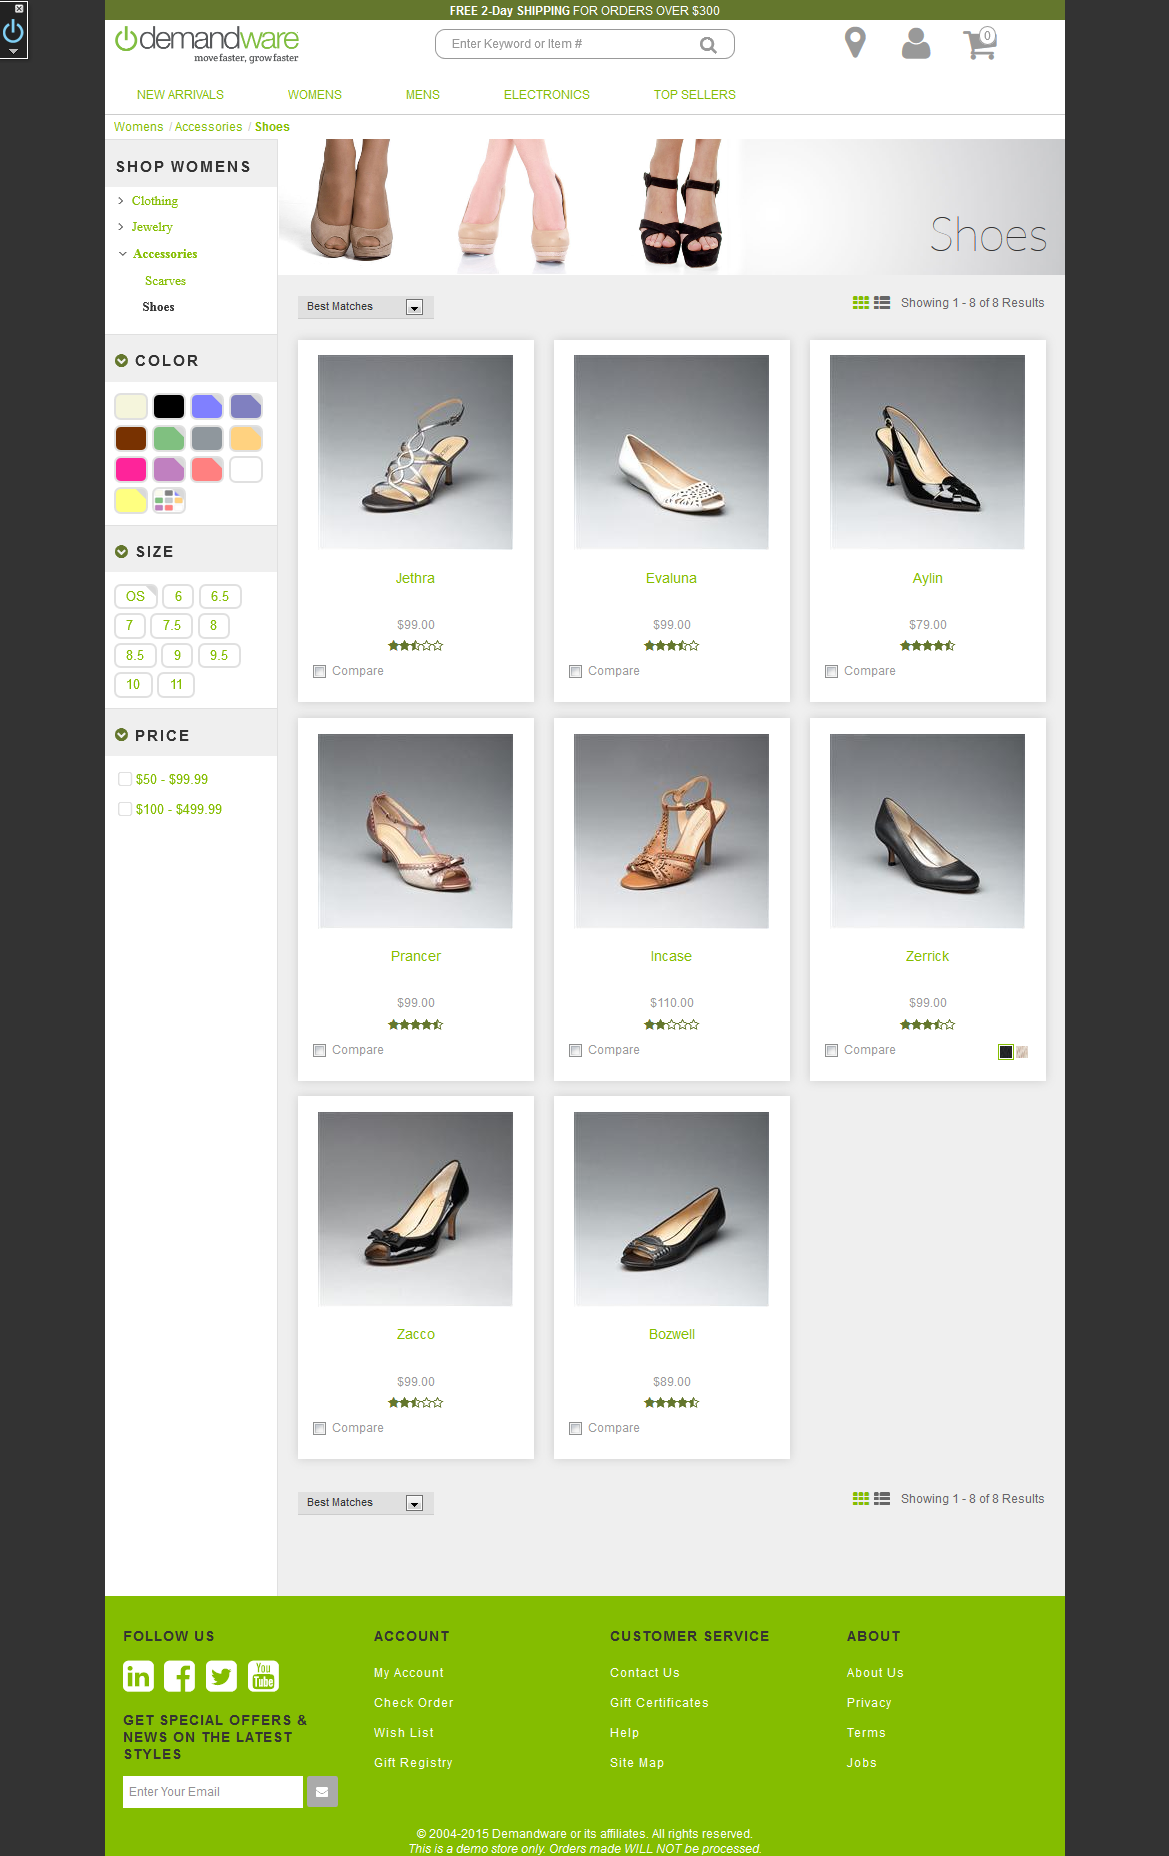 FREE 2-Day SHIPPING FOR ORDERS OVER $300
demandware
move faster, grow faster
Enter Keyword or Item #
0
NEW ARRIVALS WOMENS MENS ELECTRONICS TOP SELLERS
Womens / Accessories / Shoes
SHOP WOMENS
Clothing
Jewelry
Accessories
Scarves
Shoes
COLOR
SIZE
OS 6 6.5
7 7.5 8
8.5 9 9.5
10 11
PRICE
$50 - $99.99
$100 - $499.99
Shoes
Best Matches
Showing 1 - 8 of 8 Results
Jethra
$99.00
Compare
Evaluna
$99.00
Compare
Aylin
$79.00
Compare
Prancer
$99.00
Compare
Incase
$110.00
Compare
Zerrick
$99.00
Compare
Zacco
$99.00
Compare
Bozwell
$89.00
Compare
Best Matches
Showing 1 - 8 of 8 Results
FOLLOW US
in
You
Tube
GET SPECIAL OFFERS &
NEWS ON THE LATEST
STYLES
Enter Your Email
ACCOUNT
My Account
Check Order
Wish List
Gift Registry
CUSTOMER SERVICE
Contact Us
Gift Certificates
Help
Site Map
ABOUT
About Us
Privacy
Terms
Jobs
© 2004-2015 Demandware or its affiliates. All rights reserved.
This is a demo store only. Orders made WILL NOT be processed.